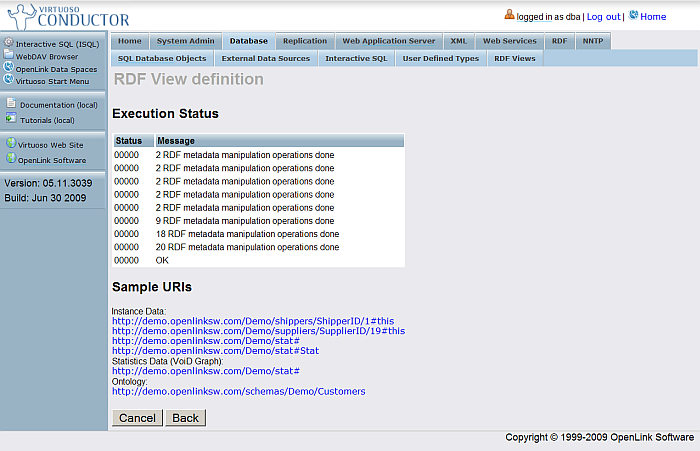 VIRTUOSO
CONDUCTOR
logged in as dba | Log out | Home
Interactive SQL (ISQL)
WebDAV Browser
OpenLink Data Spaces
Virtuoso Start Menu
Documentation (local)
Tutorials (local)
Virtuoso Web Site
OpenLink Software
Version: 05.11.3039
Build: Jun 30 2009
Home System Admin Database Replication Web Application Server XML Web Services RDF NNTP
SQL Database Objects External Data Sources Interactive SQL User Defined Types RDF Views
RDF View definition
Execution Status
Status Message
00000 2 RDF metadata manipulation operations done
00000 2 RDF metadata manipulation operations done
00000 2 RDF metadata manipulation operations done
00000 2 RDF metadata manipulation operations done
00000 2 RDF metadata manipulation operations done
00000 9 RDF metadata manipulation operations done
00000 18 RDF metadata manipulation operations done
00000 20 RDF metadata manipulation operations done
00000 OK
Sample URIs
Instance Data:
http://demo.openlinksw.com/Demo/shippers/ShipperID/1#this
http://demo.openlinksw.com/Demo/suppliers/SupplierID/19#this
http://demo.openlinksw.com/Demo/stat#
http://demo.openlinksw.com/Demo/stat#Stat
Statistics Data (VoiD Graph):
http://demo.openlinksw.com/Demo/stat#
Ontology:
http://demo.openlinksw.com/schemas/Demo/Customers
Cancel Back
Copyright © 1999-2009 OpenLink Software